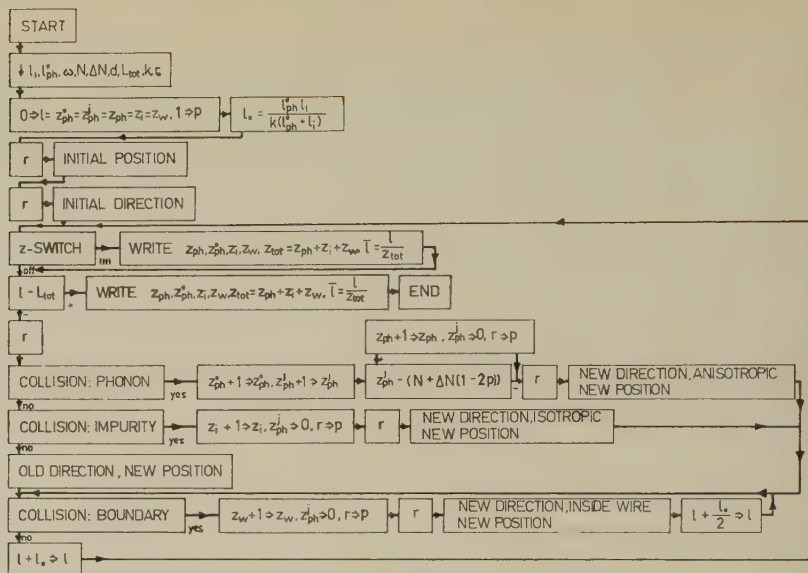 START
l₁, l°ph, ω, N, ΔN, d, Ltot, k, ε
0⇒l= z°ph=zʲph=zph=zi=zw, 1⇒p
l∗ = l°ph l₁ / k(l°ph + l₁)
r
INITIAL POSITION
r
INITIAL DIRECTION
z-SWITCH
on
WRITE zph, z°ph, zi, zw, ztot=zph+zi+zw, l̄ = l/ztot
off
l - Ltot
+
WRITE zph, z°ph, zi, zw, ztot=zph+zi+zw, l̄ = l/ztot
END
-
r
zph+1⇒zph, zʲph⇒0, r⇒p
COLLISION: PHONON
yes
z°ph+1⇒z°ph, zʲph+1⇒zʲph
zʲph-(N+ΔN(1-2p))
-
r
NEW DIRECTION, ANISOTROPIC
NEW POSITION
no
COLLISION: IMPURITY
yes
zi+1⇒zi, zʲph⇒0, r⇒p
r
NEW DIRECTION, ISOTROPIC
NEW POSITION
no
OLD DIRECTION, NEW POSITION
COLLISION: BOUNDARY
yes
zw+1⇒zw, zʲph⇒0, r⇒p
r
NEW DIRECTION, INSIDE WIRE
NEW POSITION
l + l∗/2 ⇒ l
no
l + l∗ ⇒ l